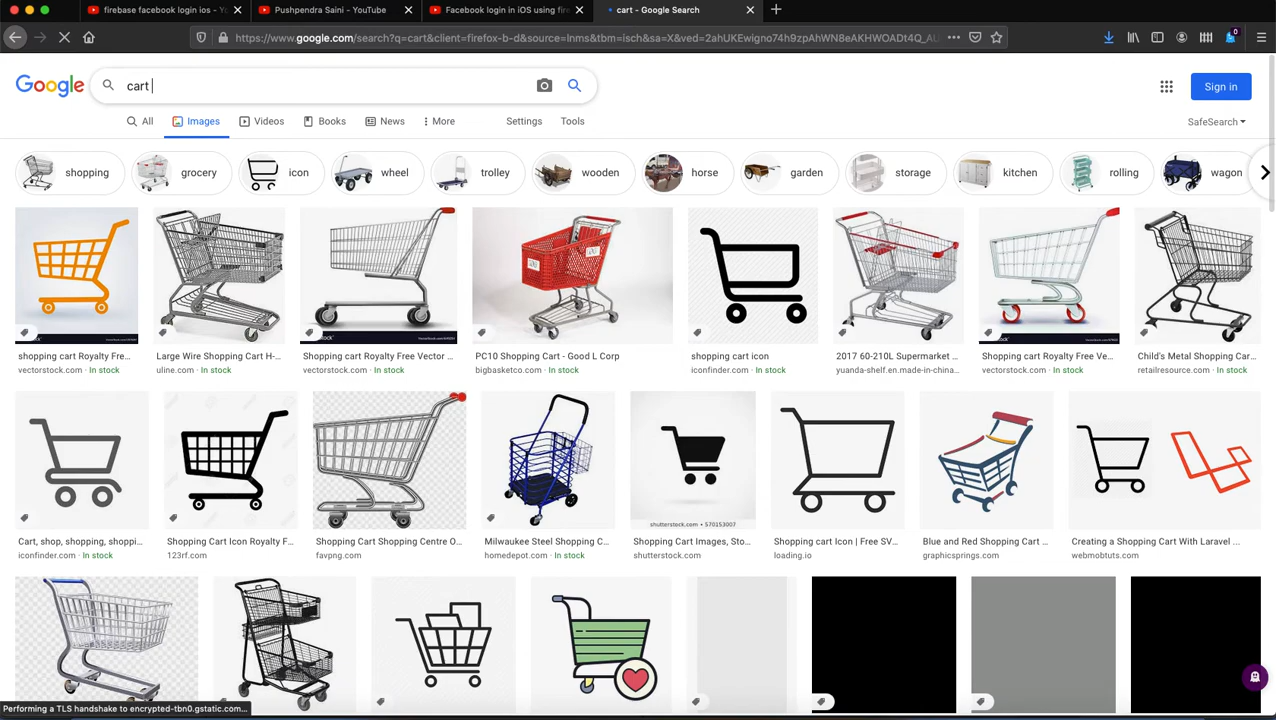 firebase facebook login ios - Y
Pushpendra Saini - YouTube
Facebook login in iOS using fire
cart - Google Search
https://www.google.com/search?q=cart&client=firefox-b-d&source=lnms&tbm=isch&sa=X&ved=2ahUKEwigno74h9zpAhWN8eAKHWOADt4Q_AU
0
Google
cart
Sign in
All
Images
Videos
Books
News
More
Settings
Tools
SafeSearch
shopping
grocery
icon
wheel
trolley
wooden
horse
garden
storage
kitchen
rolling
wagon
shopping cart Royalty Fre...
vectorstock.com · In stock
Large Wire Shopping Cart H-...
uline.com · In stock
Shopping cart Royalty Free Vector ...
vectorstock.com · In stock
PC10 Shopping Cart - Good L Corp
bigbasketco.com · In stock
shopping cart icon
iconfinder.com · In stock
2017 60-210L Supermarket ...
yuanda-shelf.en.made-in-china...
Shopping cart Royalty Free Ve...
vectorstock.com · In stock
Child's Metal Shopping Car...
retailresource.com · In stock
shutterstock.com • 570153007
Cart, shop, shopping, shoppi...
iconfinder.com · In stock
Shopping Cart Icon Royalty F...
123rf.com
Shopping Cart Shopping Centre O...
favpng.com
Milwaukee Steel Shopping C...
homedepot.com · In stock
Shopping Cart Images, Sto...
shutterstock.com
Shopping cart Icon | Free SV...
loading.io
Blue and Red Shopping Cart ...
graphicsprings.com
Creating a Shopping Cart With Laravel ...
webmobtuts.com
Performing a TLS handshake to encrypted-tbn0.gstatic.com...